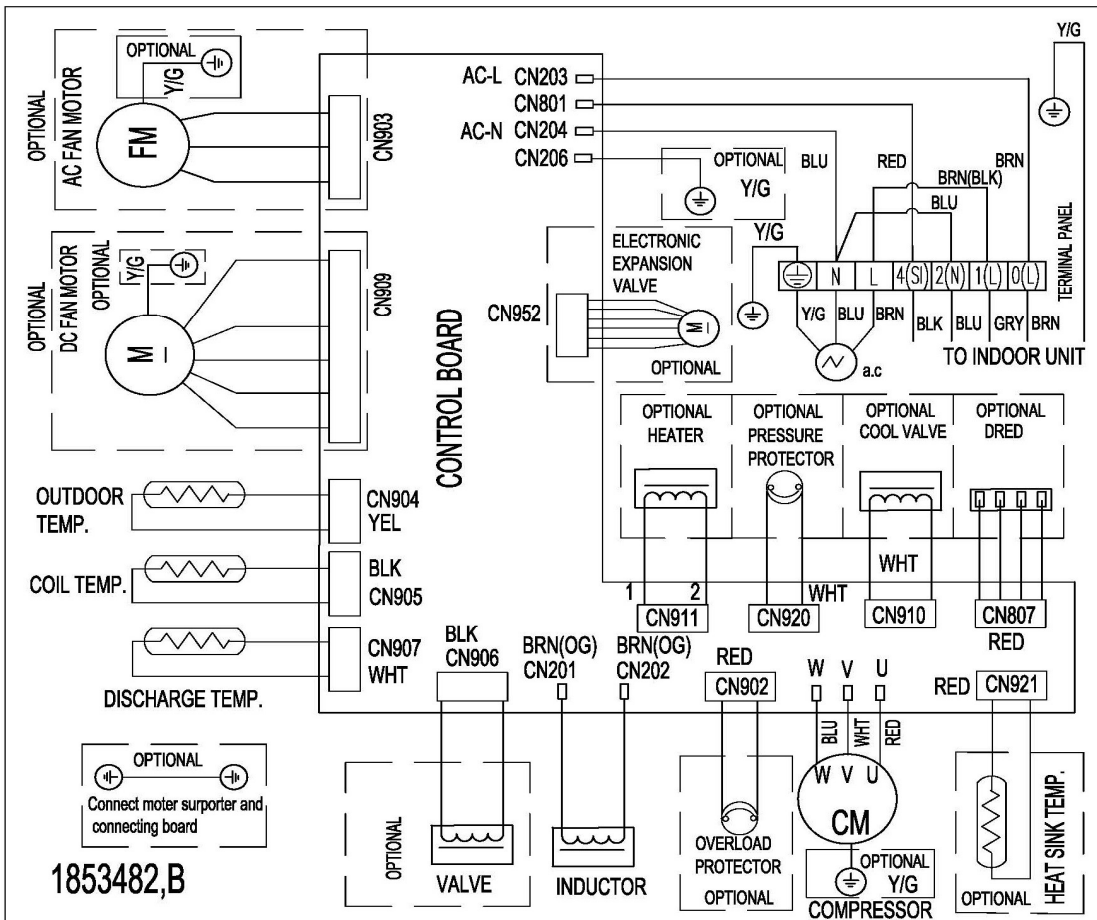 OPTIONAL
Y/G
OPTIONAL
AC FAN MOTOR
FM
CN903
OPTIONAL
DC FAN MOTOR
OPTIONAL
Y/G
M
CN909
OUTDOOR
TEMP.
CN904
YEL
COIL TEMP.
BLK
CN905
CN907
WHT
DISCHARGE TEMP.
CONTROL BOARD
AC-L CN203
CN801
AC-N CN204
CN206
OPTIONAL
Y/G
BLU
RED
BRN
BRN(BLK)
BLU
Y/G
Y/G
TERMINAL PANEL
N L 4(SI) 2(N) 1(L) 0(L)
Y/G BLU BRN BLK BLU GRY BRN
a.c
TO INDOOR UNIT
ELECTRONIC
EXPANSION
VALVE
CN952
M
OPTIONAL
OPTIONAL
HEATER
OPTIONAL
PRESSURE
PROTECTOR
OPTIONAL
COOL VALVE
OPTIONAL
DRED
1 2
CN911
WHT
CN920
WHT
CN910
CN807
RED
BLK
CN906
BRN(OG)
CN201
BRN(OG)
CN202
RED
CN902
W V U
BLU
WHT
RED
W V U
CM
OPTIONAL
Y/G
COMPRESSOR
RED CN921
HEAT SINK TEMP.
OPTIONAL
OPTIONAL
Connect moter surporter and
connecting board
OPTIONAL
VALVE
INDUCTOR
OVERLOAD
PROTECTOR
OPTIONAL
1853482,B